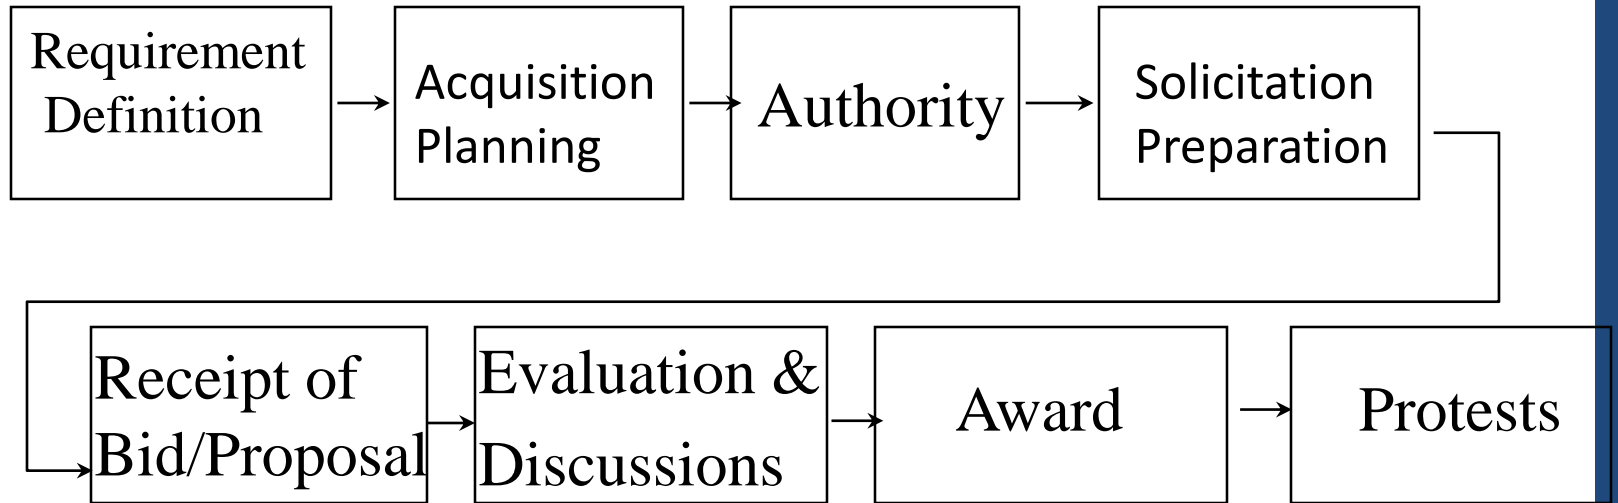 Requirement
Definition
Acquisition
Planning
Authority
Solicitation
Preparation
Receipt of
Bid/Proposal
Evaluation &
Discussions
Award
Protests